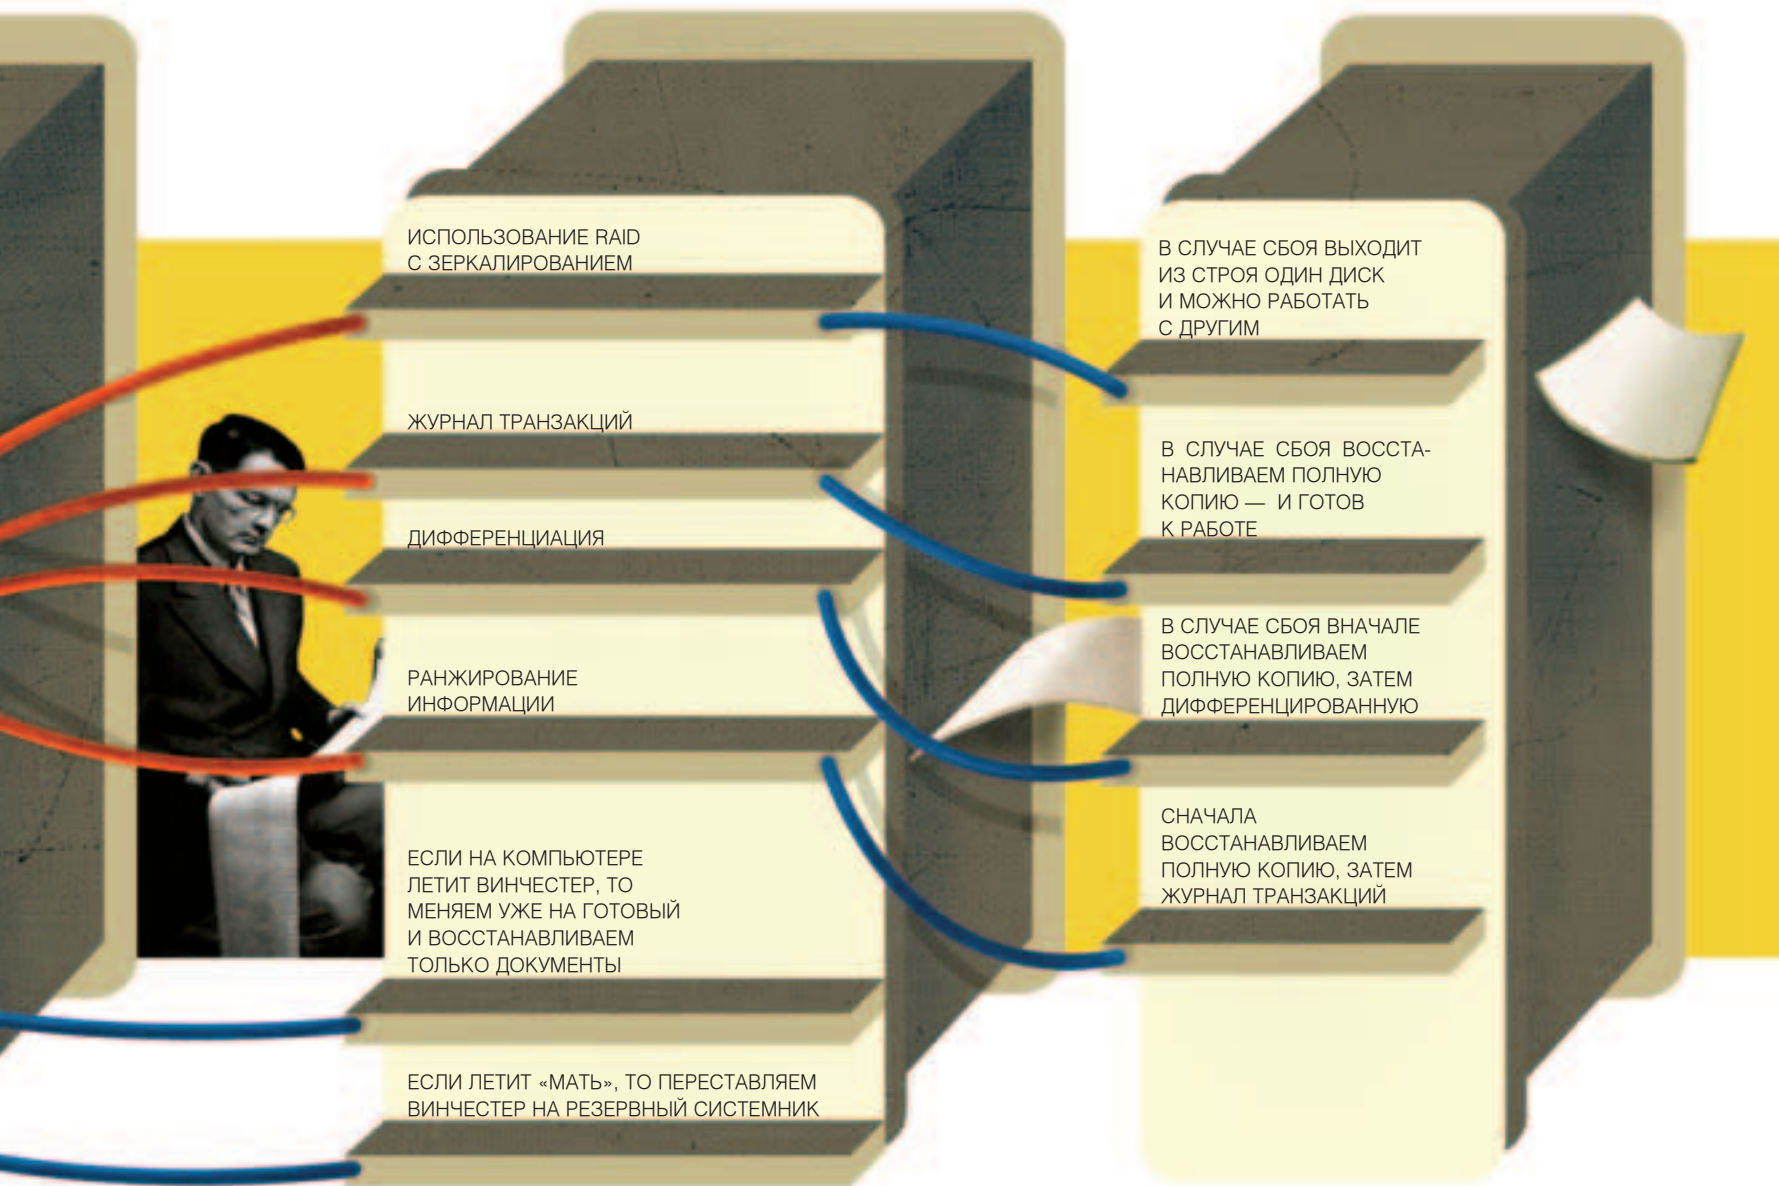 ИСПОЛЬЗОВАНИЕ RAID
С ЗЕРКАЛИРОВАНИЕМ
ЖУРНАЛ ТРАНЗАКЦИЙ
ДИФФЕРЕНЦИАЦИЯ
РАНЖИРОВАНИЕ
ИНФОРМАЦИИ
ЕСЛИ НА КОМПЬЮТЕРЕ
ЛЕТИТ ВИНЧЕСТЕР, ТО
МЕНЯЕМ УЖЕ НА ГОТОВЫЙ
И ВОССТАНАВЛИВАЕМ
ТОЛЬКО ДОКУМЕНТЫ
ЕСЛИ ЛЕТИТ «МАТЬ», ТО ПЕРЕСТАВЛЯЕМ
ВИНЧЕСТЕР НА РЕЗЕРВНЫЙ СИСТЕМНИК
В СЛУЧАЕ СБОЯ ВЫХОДИТ
ИЗ СТРОЯ ОДИН ДИСК
И МОЖНО РАБОТАТЬ
С ДРУГИМ
В СЛУЧАЕ СБОЯ ВОССТА-
НАВЛИВАЕМ ПОЛНУЮ
КОПИЮ — И ГОТОВ
К РАБОТЕ
В СЛУЧАЕ СБОЯ ВНАЧАЛЕ
ВОССТАНАВЛИВАЕМ
ПОЛНУЮ КОПИЮ, ЗАТЕМ
ДИФФЕРЕНЦИРОВАННУЮ
СНАЧАЛА
ВОССТАНАВЛИВАЕМ
ПОЛНУЮ КОПИЮ, ЗАТЕМ
ЖУРНАЛ ТРАНЗАКЦИЙ